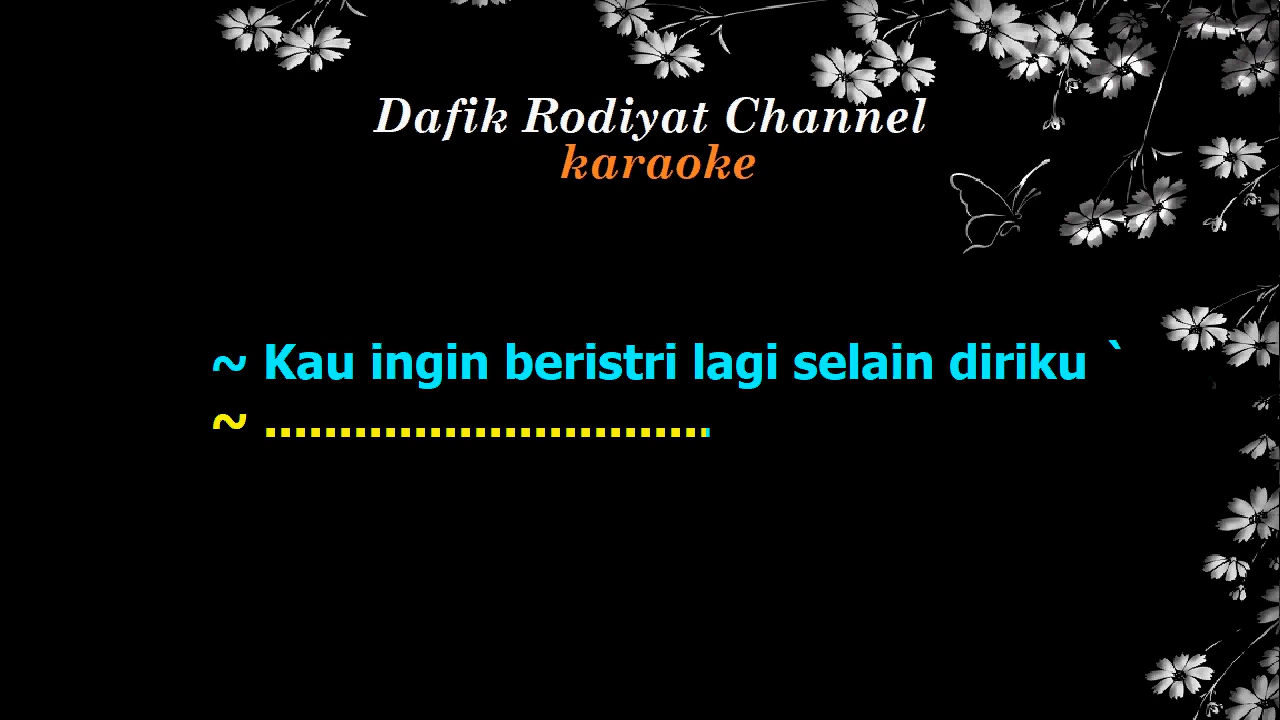 Dafik Rodiyat Channel
karaoke
~ Kau ingin beristri lagi selain diriku `
~ ..............................